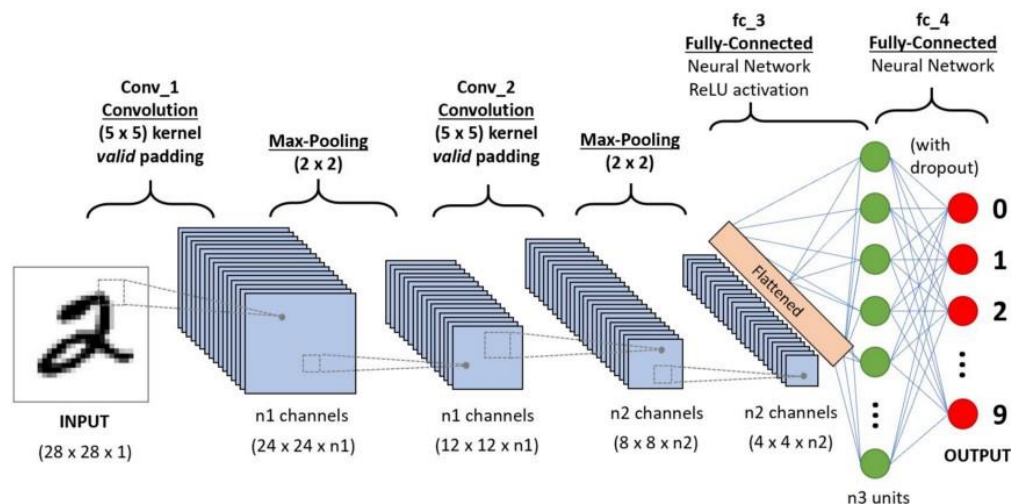 fc_3
Fully-Connected
Neural Network
ReLU activation
fc_4
Fully-Connected
Neural Network
Conv_1
Convolution
(5 x 5) kernel
valid padding
Max-Pooling
(2 x 2)
Conv_2
Convolution
(5 x 5) kernel
valid padding
Max-Pooling
(2 x 2)
(with
dropout)
Flattened
0
1
2
9
OUTPUT
INPUT
(28 x 28 x 1)
n1 channels
(24 x 24 x n1)
n1 channels
(12 x 12 x n1)
n2 channels
(8 x 8 x n2)
n2 channels
(4 x 4 x n2)
n3 units
2